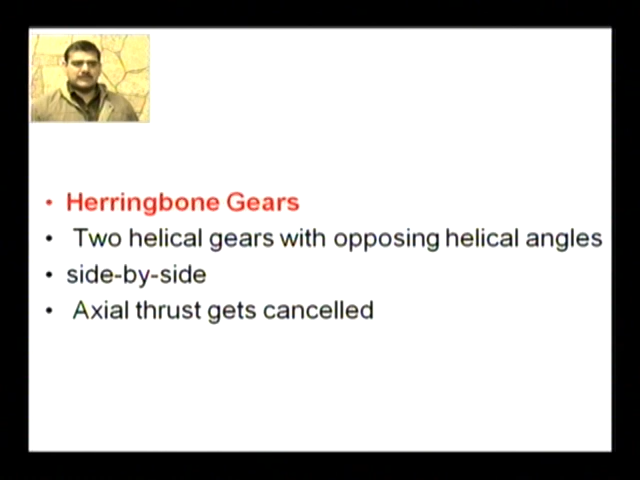 • Herringbone Gears
• Two helical gears with opposing helical angles
• side-by-side
• Axial thrust gets cancelled